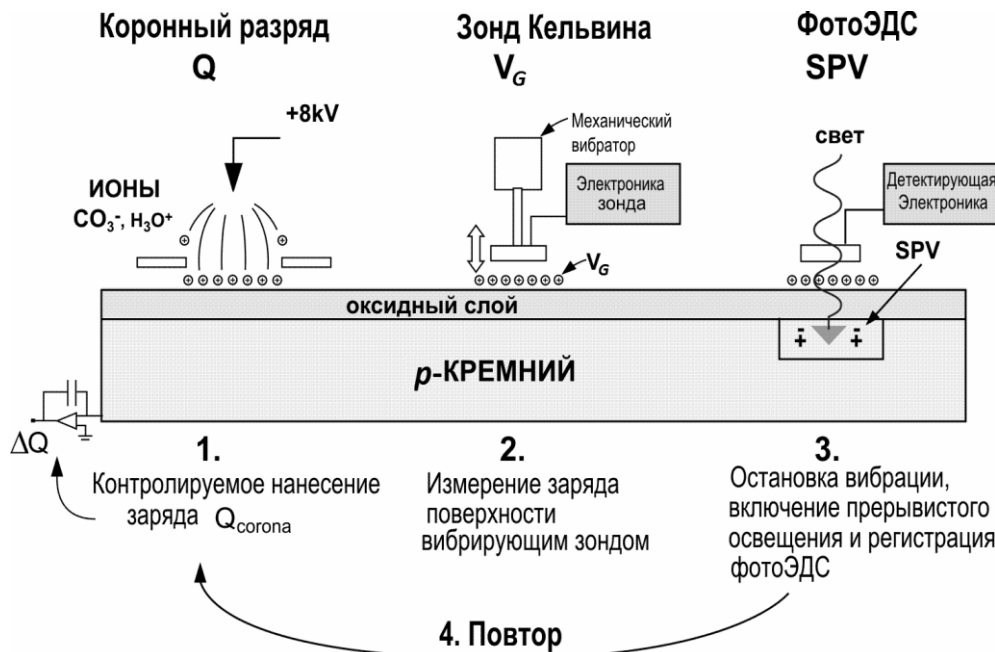 Коронный разряд
Q
Зонд Кельвина
V_G
ФотоЭДС
SPV
+8kV
ИОНЫ
CO₃⁻, H₃O⁺
Механический
вибратор
Электроника
зонда
V_G
свет
Детектирующая
Электроника
SPV
оксидный слой
p-КРЕМНИЙ
ΔQ
1.
Контролируемое нанесение
заряда Q_corona
2.
Измерение заряда
поверхности
вибрирующим зондом
3.
Остановка вибрации,
включение прерывистого
освещения и регистрация
фотоЭДС
4. Повтор